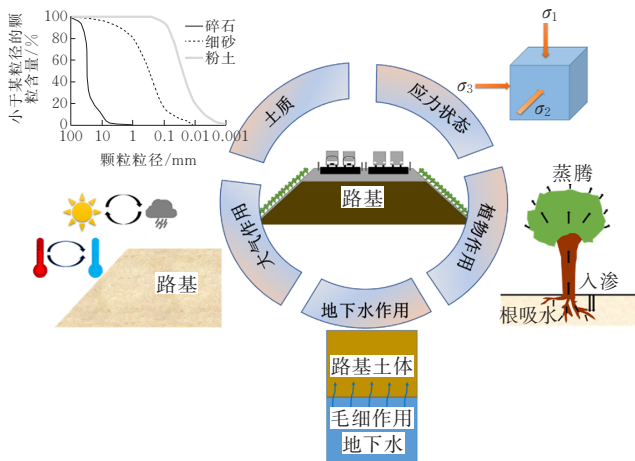 小于某粒径的颗
粒含量/%
100
80
60
40
20
0
碎石
细砂
粉土
100 10 1 0.1 0.01 0.001
颗粒粒径/mm
土质
应力状态
σ1
σ3
σ2
路基
大气作用
植物作用
地下水作用
路基
蒸腾
入渗
根吸水
路基土体
毛细作用
地下水